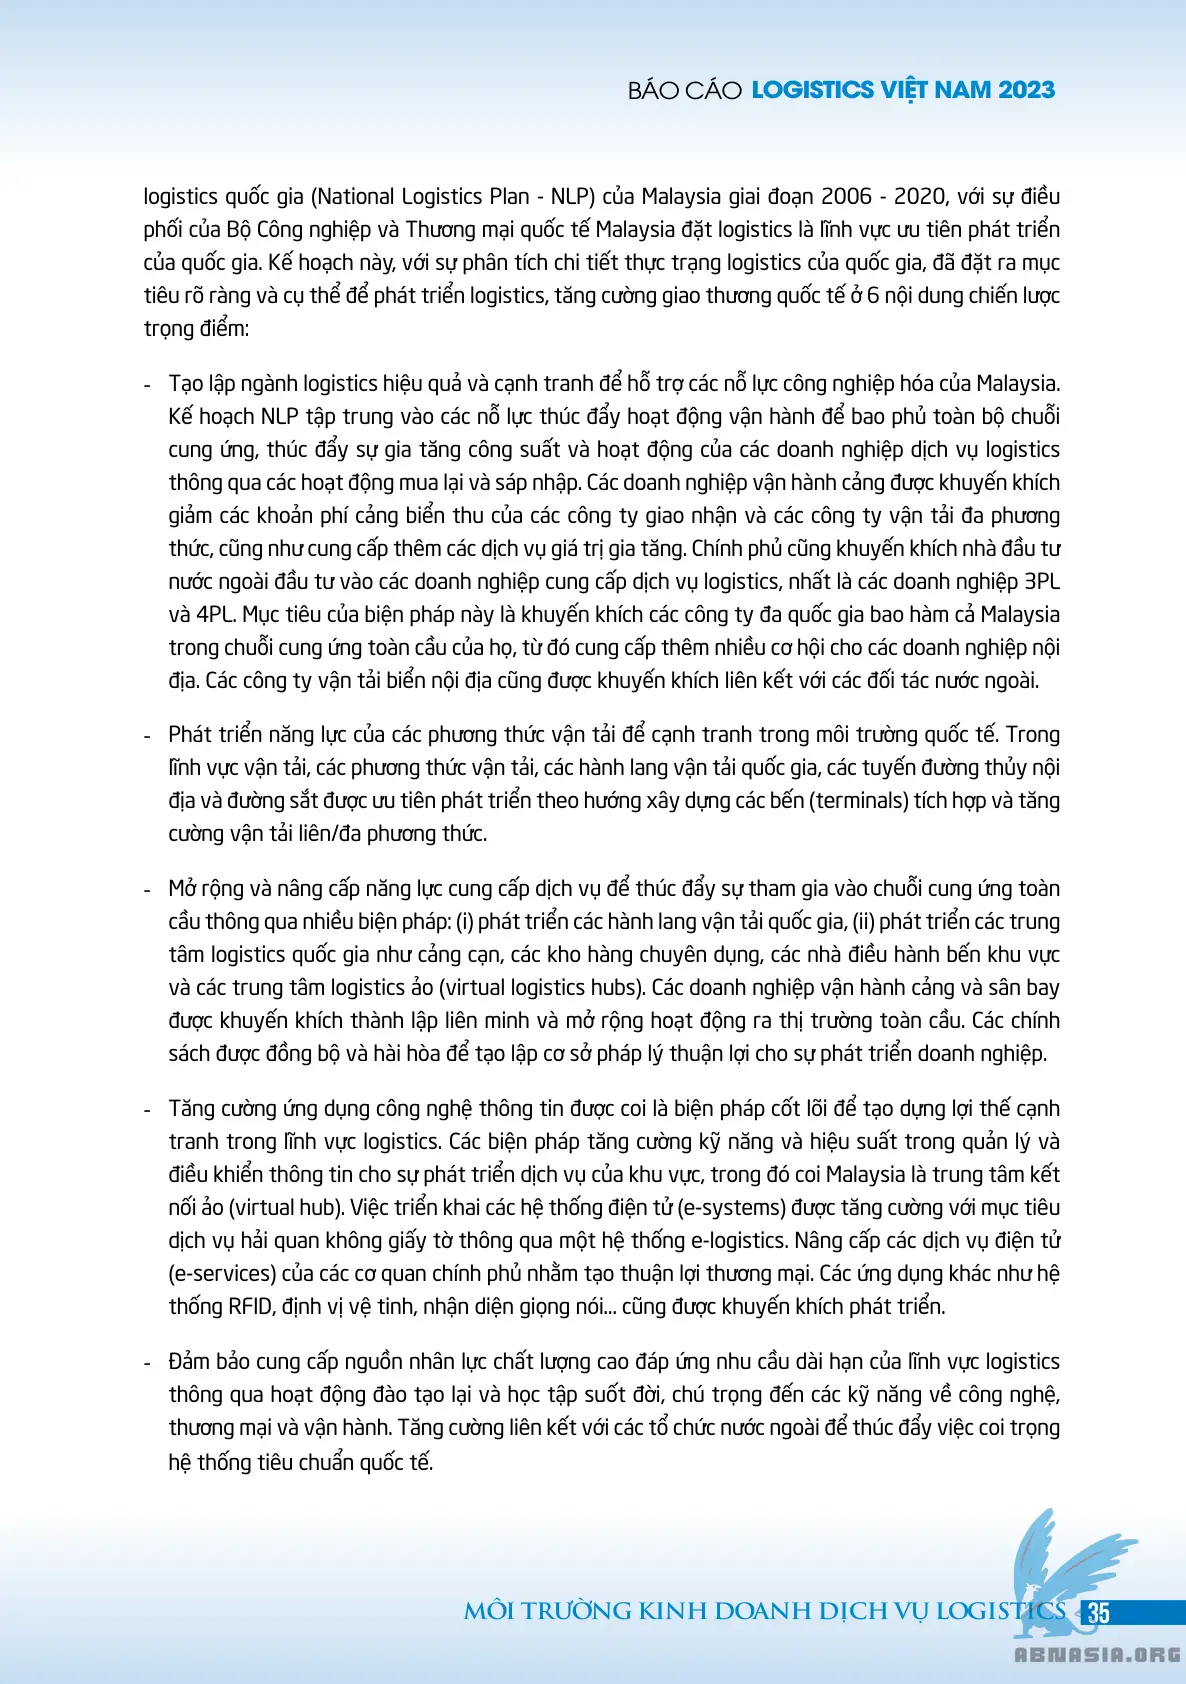 BÁO CÁO LOGISTICS VIỆT NAM 2023
logistics quốc gia (National Logistics Plan - NLP) của Malaysia giai đoạn 2006 - 2020, với sự điều
phối của Bộ Công nghiệp và Thương mại quốc tế Malaysia đặt logistics là lĩnh vực ưu tiên phát triển
của quốc gia. Kế hoạch này, với sự phân tích chi tiết thực trạng logistics của quốc gia, đã đặt ra mục
tiêu rõ ràng và cụ thể để phát triển logistics, tăng cường giao thương quốc tế ở 6 nội dung chiến lược
trọng điểm:
- Tạo lập ngành logistics hiệu quả và cạnh tranh để hỗ trợ các nỗ lực công nghiệp hóa của Malaysia.
Kế hoạch NLP tập trung vào các nỗ lực thúc đẩy hoạt động vận hành để bao phủ toàn bộ chuỗi
cung ứng, thúc đẩy sự gia tăng công suất và hoạt động của các doanh nghiệp dịch vụ logistics
thông qua các hoạt động mua lại và sáp nhập. Các doanh nghiệp vận hành cảng được khuyến khích
giảm các khoản phí cảng biển thu của các công ty giao nhận và các công ty vận tải đa phương
thức, cũng như cung cấp thêm các dịch vụ giá trị gia tăng. Chính phủ cũng khuyến khích nhà đầu tư
nước ngoài đầu tư vào các doanh nghiệp cung cấp dịch vụ logistics, nhất là các doanh nghiệp 3PL
và 4PL. Mục tiêu của biện pháp này là khuyến khích các công ty đa quốc gia bao hàm cả Malaysia
trong chuỗi cung ứng toàn cầu của họ, từ đó cung cấp thêm nhiều cơ hội cho các doanh nghiệp nội
địa. Các công ty vận tải biển nội địa cũng được khuyến khích liên kết với các đối tác nước ngoài.
- Phát triển năng lực của các phương thức vận tải để cạnh tranh trong môi trường quốc tế. Trong
lĩnh vực vận tải, các phương thức vận tải, các hành lang vận tải quốc gia, các tuyến đường thủy nội
địa và đường sắt được ưu tiên phát triển theo hướng xây dựng các bến (terminals) tích hợp và tăng
cường vận tải liên/đa phương thức.
- Mở rộng và nâng cấp năng lực cung cấp dịch vụ để thúc đẩy sự tham gia vào chuỗi cung ứng toàn
cầu thông qua nhiều biện pháp: (i) phát triển các hành lang vận tải quốc gia, (ii) phát triển các trung
tâm logistics quốc gia như cảng cạn, các kho hàng chuyên dụng, các nhà điều hành bến khu vực
và các trung tâm logistics ảo (virtual logistics hubs). Các doanh nghiệp vận hành cảng và sân bay
được khuyến khích thành lập liên minh và mở rộng hoạt động ra thị trường toàn cầu. Các chính
sách được đồng bộ và hài hòa để tạo lập cơ sở pháp lý thuận lợi cho sự phát triển doanh nghiệp.
- Tăng cường ứng dụng công nghệ thông tin được coi là biện pháp cốt lõi để tạo dựng lợi thế cạnh
tranh trong lĩnh vực logistics. Các biện pháp tăng cường kỹ năng và hiệu suất trong quản lý và
điều khiển thông tin cho sự phát triển dịch vụ của khu vực, trong đó coi Malaysia là trung tâm kết
nối ảo (virtual hub). Việc triển khai các hệ thống điện tử (e-systems) được tăng cường với mục tiêu
dịch vụ hải quan không giấy tờ thông qua một hệ thống e-logistics. Nâng cấp các dịch vụ điện tử
(e-services) của các cơ quan chính phủ nhằm tạo thuận lợi thương mại. Các ứng dụng khác như hệ
thống RFID, định vị vệ tinh, nhận diện giọng nói... cũng được khuyến khích phát triển.
- Đảm bảo cung cấp nguồn nhân lực chất lượng cao đáp ứng nhu cầu dài hạn của lĩnh vực logistics
thông qua hoạt động đào tạo lại và học tập suốt đời, chú trọng đến các kỹ năng về công nghệ,
thương mại và vận hành. Tăng cường liên kết với các tổ chức nước ngoài để thúc đẩy việc coi trọng
hệ thống tiêu chuẩn quốc tế.
MÔI TRƯỜNG KINH DOANH DỊCH VỤ LOGISTICS 35
ABNASIA.ORG